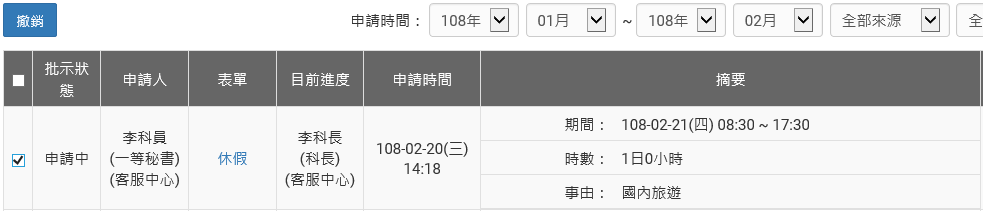 撤銷 申請時間： 108年 01月 ~ 108年 02月 全部來源 全
批示狀態 申請人 表單 目前進度 申請時間 摘要
申請中 李科員 (一等秘書) (客服中心) 休假 李科長 (科長) (客服中心) 108-02-20(三) 14:18
期間： 108-02-21(四) 08:30 ~ 17:30
時數： 1日0小時
事由： 國內旅遊